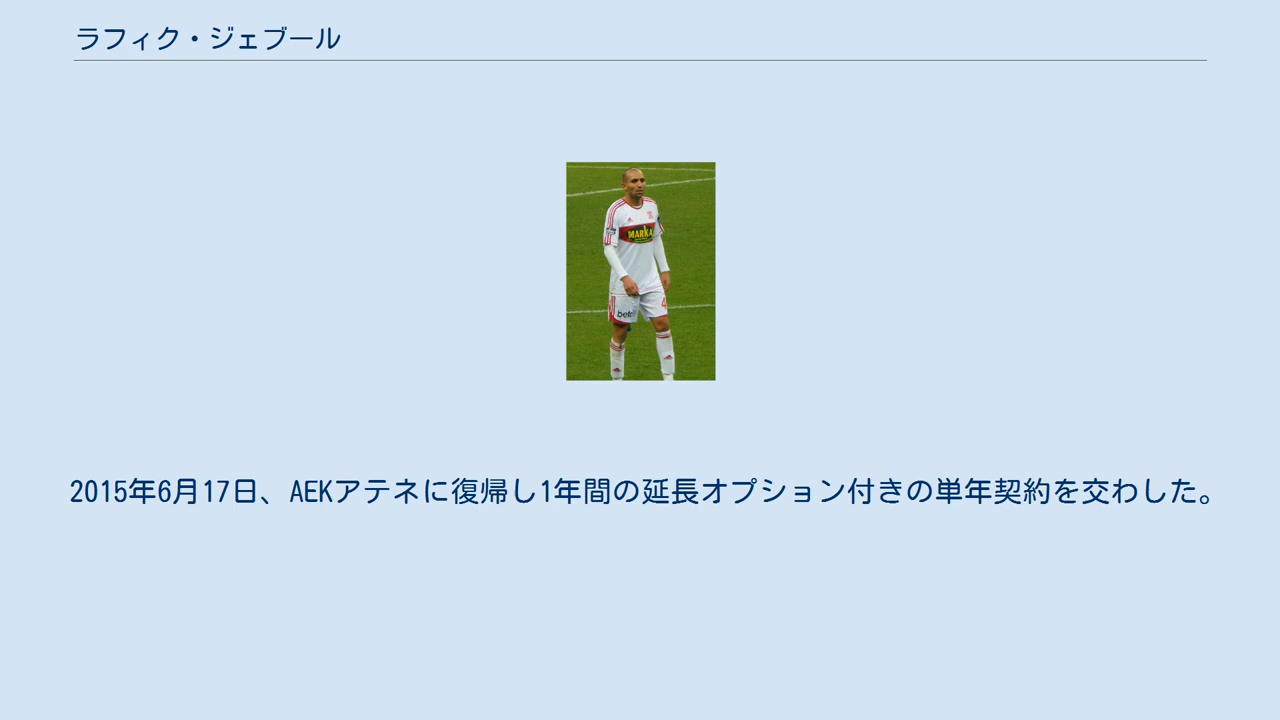 ラフィク・ジェブール
MARKA
2015年6月17日、AEKアテネに復帰し1年間の延長オプション付きの単年契約を交わした。